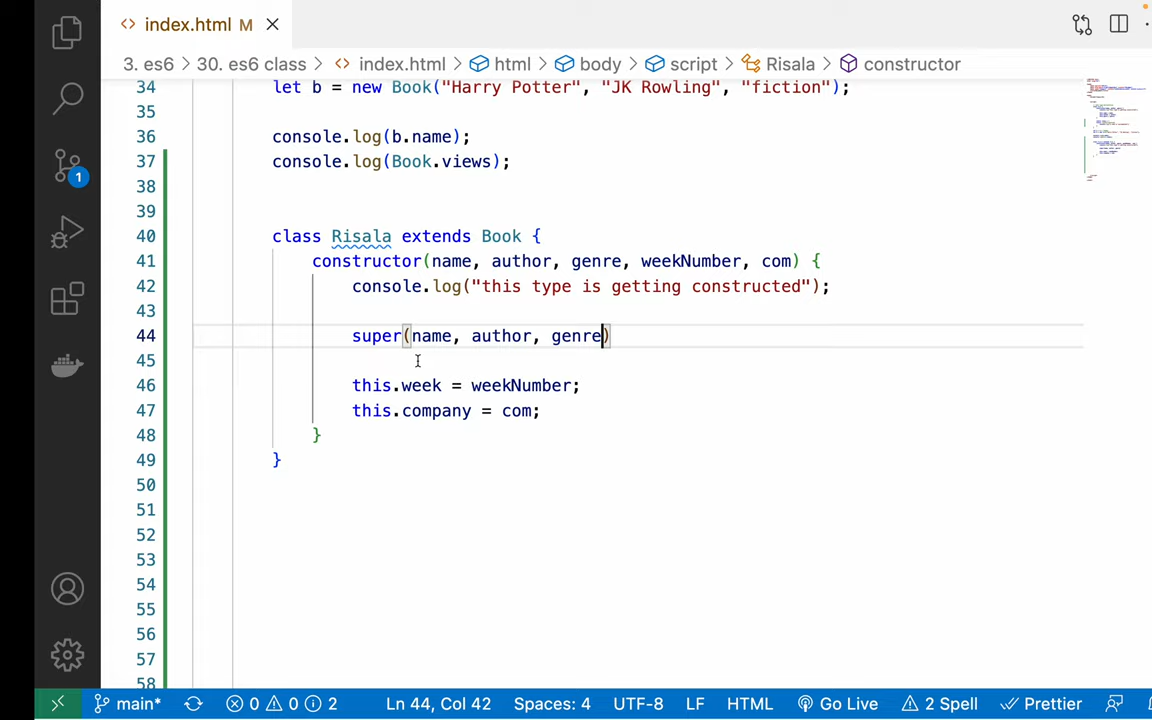 index.html M
3. es6 > 30. es6 class > index.html > html > body > script > Risala > constructor
34 let b = new Book("Harry Potter", "JK Rowling", "fiction");
35
36 console.log(b.name);
37 console.log(Book.views);
38
39
40 class Risala extends Book {
41 constructor(name, author, genre, weekNumber, com) {
42 console.log("this type is getting constructed");
43
44 super(name, author, genre)
45
46 this.week = weekNumber;
47 this.company = com;
48 }
49 }
50
51
52
53
54
55
56
57
58
1
main* 0 0 2 Ln 44, Col 42 Spaces: 4 UTF-8 LF HTML Go Live 2 Spell Prettier